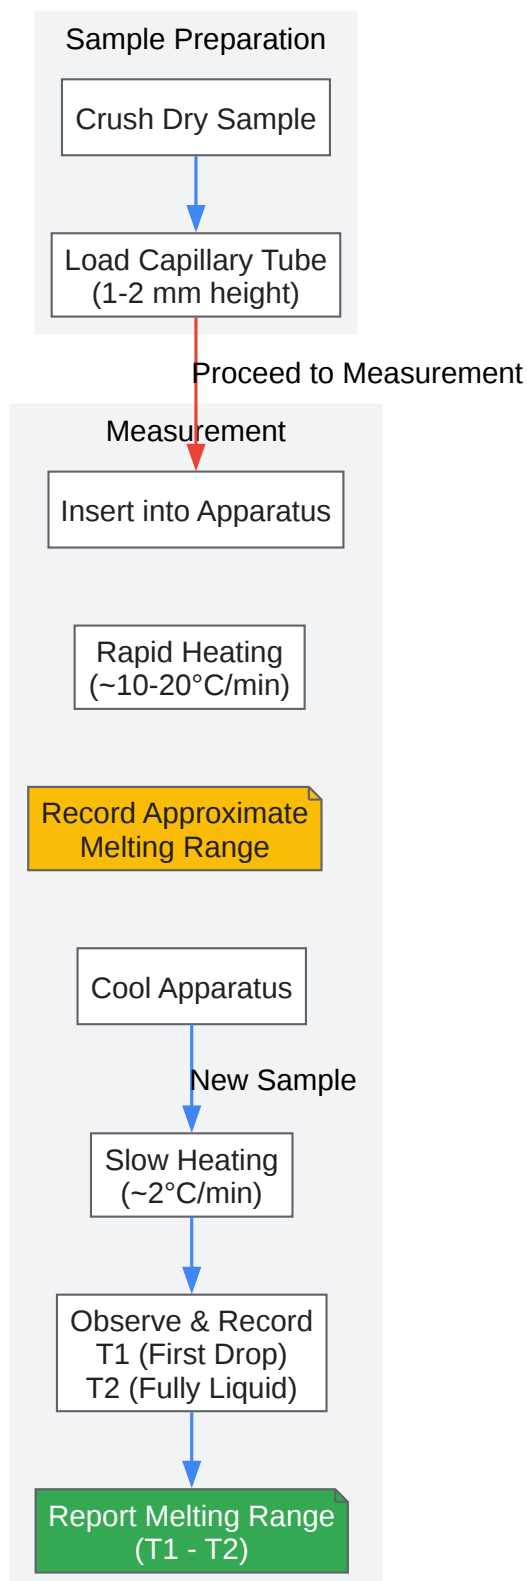 Sample Preparation
Crush Dry Sample
Load Capillary Tube
(1-2 mm height)
Proceed to Measurement
Measurement
Insert into Apparatus
Rapid Heating
(~10-20°C/min)
Record Approximate
Melting Range
Cool Apparatus
New Sample
Slow Heating
(~2°C/min)
Observe & Record
T1 (First Drop)
T2 (Fully Liquid)
Report Melting Range
(T1 - T2)